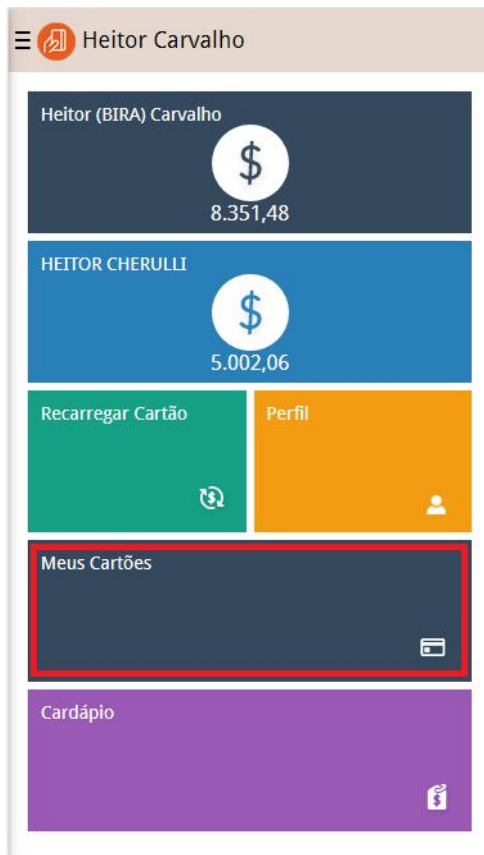 Heitor Carvalho
Heitor (BIRA) Carvalho
$
8.351,48
HEITOR CHERULLI
$
5.002,06
Recarregar Cartão
Perfil
Meus Cartões
Cardápio